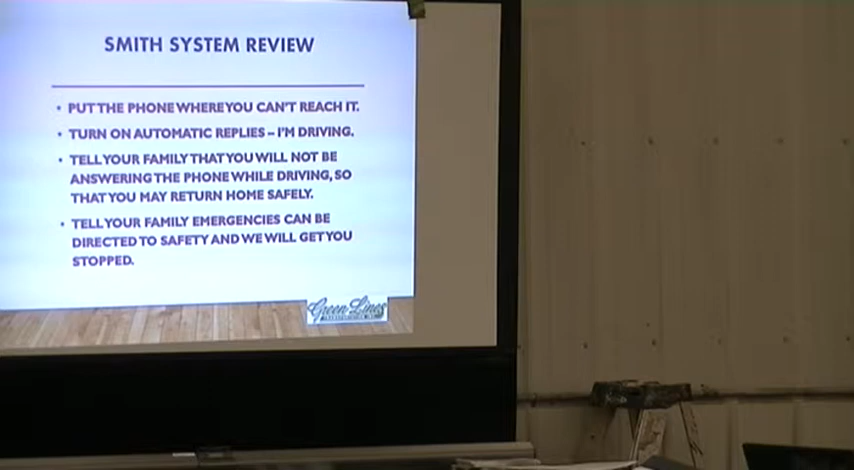 SMITH SYSTEM REVIEW
• PUT THE PHONE WHERE YOU CAN'T REACH IT.
• TURN ON AUTOMATIC REPLIES – I'M DRIVING.
• TELL YOUR FAMILY THAT YOU WILL NOT BE
ANSWERING THE PHONE WHILE DRIVING, SO
THAT YOU MAY RETURN HOME SAFELY.
• TELL YOUR FAMILY EMERGENCIES CAN BE
DIRECTED TO SAFETY AND WE WILL GET YOU
STOPPED.
Green Lines
TRANSPORTATION INC.